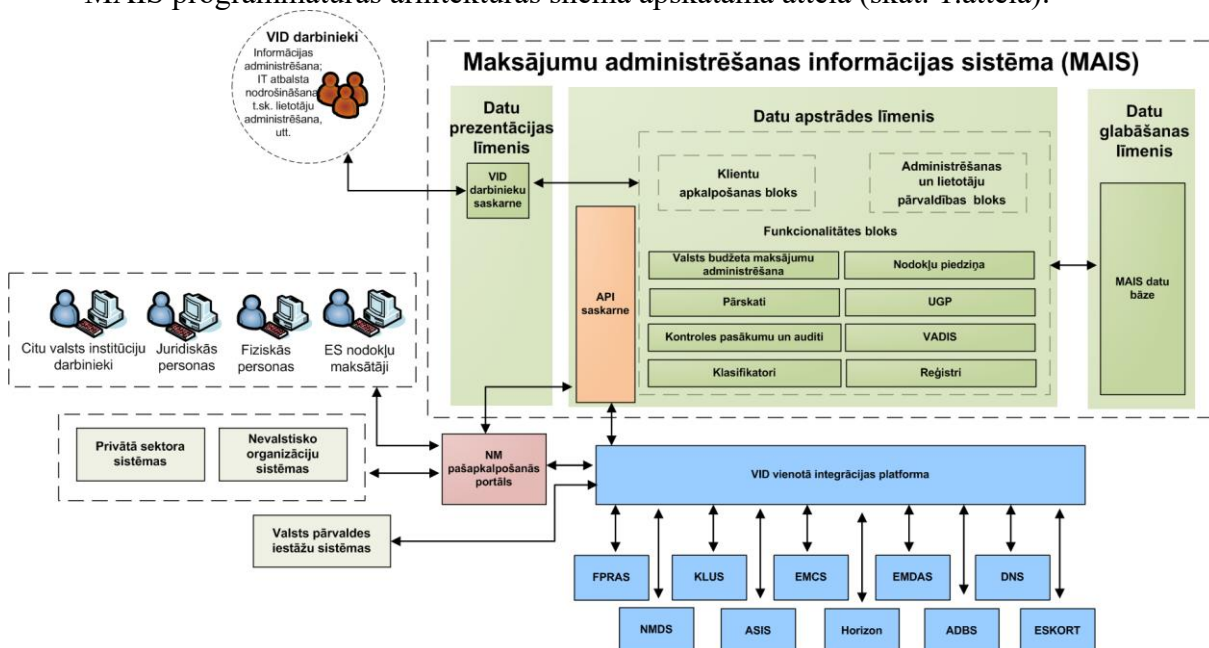 MAIS programmatūras arhitektūras shēma apskatāma attēlā (skat. 1.attēlā):
VID darbinieki
Informācijas
administrēšana;
IT atbalsta
nodrošināšana
t.sk. lietotāju
administrēšana,
utt.
Maksājumu administrēšanas informācijas sistēma (MAIS)
Datu
prezentācijas
līmenis
VID
darbinieku
saskarne
Datu apstrādes līmenis
Klientu
apkalpošanas bloks
Administrēšanas
un lietotāju
pārvaldības bloks
Funkcionalitātes bloks
Valsts budžeta maksājumu
administrēšana
Nodokļu piedziņa
Pārskati
UGP
Kontroles pasākumu un auditi
VADIS
Klasifikatori
Reģistri
API
saskarne
Datu
glabāšanas
līmenis
MAIS datu
bāze
Citu valsts institūciju
darbinieki
Juridiskās
personas
Fiziskās
personas
ES nodokļu
maksātāji
Privātā sektora
sistēmas
Nevalstisko
organizāciju
sistēmas
NM
pašapkalpošanās
portāls
VID vienotā integrācijas platforma
Valsts pārvaldes
iestāžu sistēmas
FPRAS
KLUS
EMCS
EMDAS
DNS
NMDS
ASIS
Horizon
ADBS
ESKORT